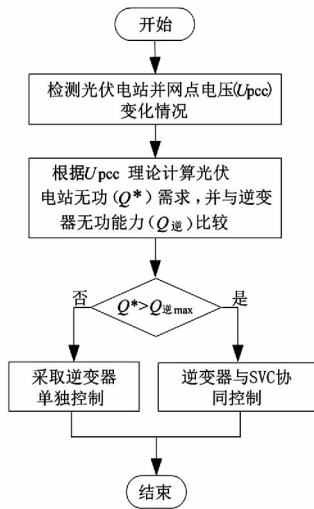 开始
检测光伏电站并网点电压(Upcc)
变化情况
根据Upcc 理论计算光伏
电站无功(Q*)需求,并与逆变
器无功能力(Q逆)比较
否
Q*>Q逆max
是
采取逆变器
单独控制
逆变器与SVC协
同控制
结束